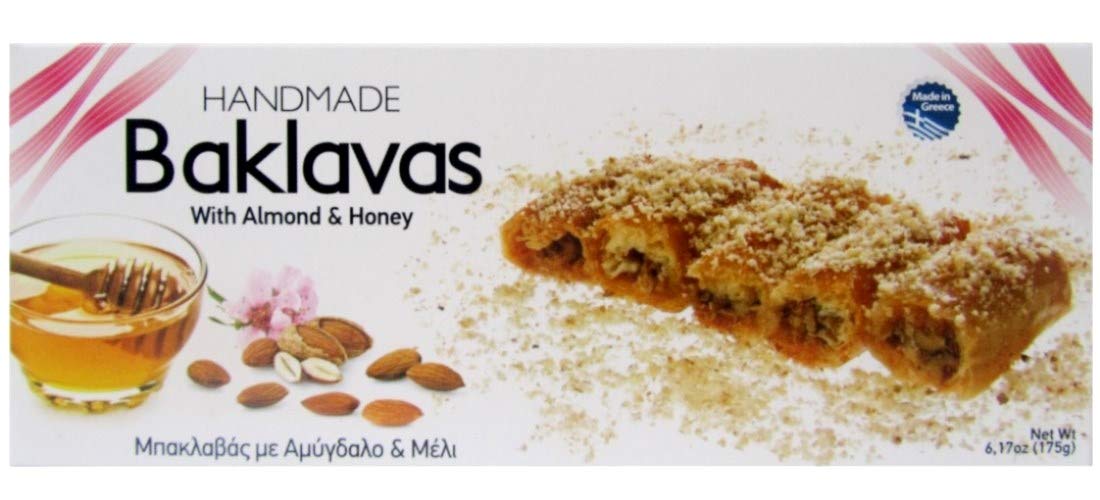 HANDMADE
Baklavas
With Almond & Honey
Made in
Greece
Μπακλαβάς με Αμύγδαλο & Μέλι
Net Wt
6,17oz (175g)